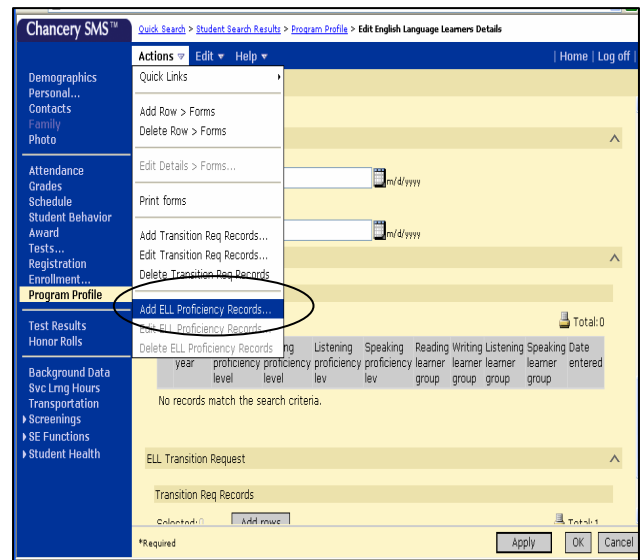 Chancery SMS™
Quick Search > Student Search Results > Program Profile > Edit English Language Learners Details
Actions Edit Help
| Home | Log off |
Demographics
Personal...
Contacts
Family
Photo
Attendance
Grades
Schedule
Student Behavior
Award
Tests...
Registration
Enrollment...
Program Profile
Test Results
Honor Rolls
Background Data
Svc Lrng Hours
Transportation
Screenings
SE Functions
Student Health
Quick Links
Add Row > Forms
Delete Row > Forms
Edit Details > Forms...
Print forms
Add Transition Req Records...
Edit Transition Req Records...
Delete Transition Req Records
Add ELL Proficiency Records...
Edit ELL Proficiency Records...
Delete ELL Proficiency Records
m/d/yyyy
m/d/yyyy
Total: 0
ng Listening Speaking Reading Writing Listening Speaking Date
year proficiency proficiency proficiency proficiency learner learner learner learner entered
level level lev lev group group group group
No records match the search criteria.
ELL Transition Request
Transition Req Records
Selected: Add rows Total: 1
*Required
Apply OK Cancel